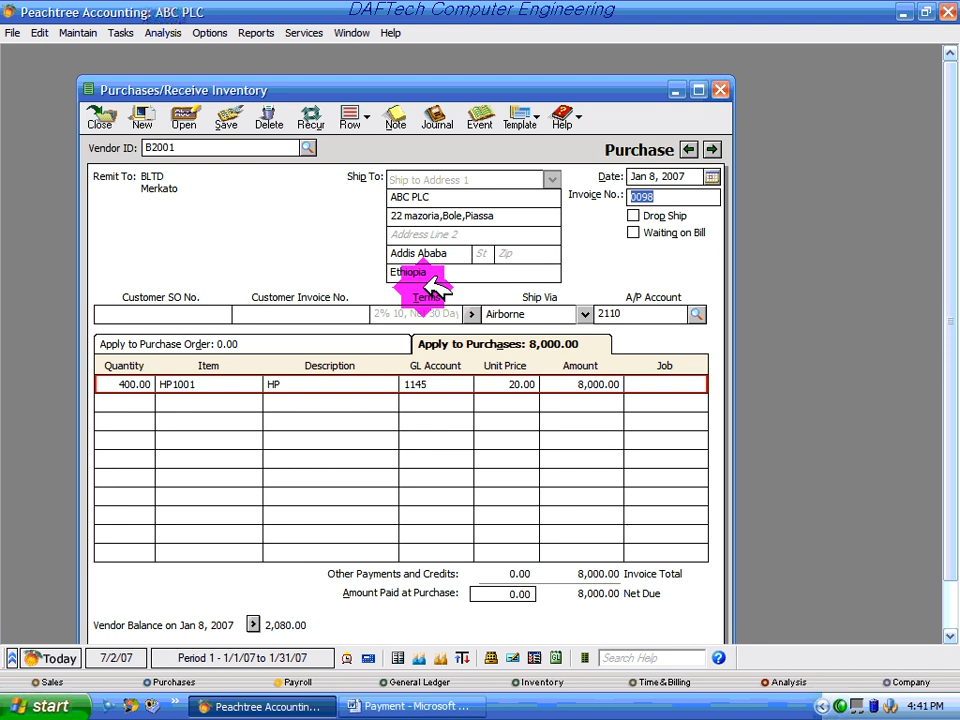 Peachtree Accounting: ABC PLC
DAFTech Computer Engineering
File Edit Maintain Tasks Analysis Options Reports Services Window Help
Purchases/Receive Inventory
Close New Open Save Delete Recur Row Note Journal Event Template Help
Vendor ID: B2001
Purchase
Remit To: BLTD
Merkato
Ship To: Ship to Address 1
ABC PLC
22 mazoria,Bole,Piassa
Address Line 2
Addis Ababa St Zip
Ethiopia
Date: Jan 8, 2007
Invoice No.: 0098
Drop Ship
Waiting on Bill
Customer SO No. Customer Invoice No. Terms Ship Via A/P Account
2% 10, Net 30 Day Airborne 2110
Apply to Purchase Order: 0.00 Apply to Purchases: 8,000.00
Quantity Item Description GL Account Unit Price Amount Job
400.00 HP1001 HP 1145 20.00 8,000.00
Other Payments and Credits: 0.00 8,000.00 Invoice Total
Amount Paid at Purchase: 0.00 8,000.00 Net Due
Vendor Balance on Jan 8, 2007 2,080.00
Today 7/2/07 Period 1 - 1/1/07 to 1/31/07 Search Help
Sales Purchases Payroll General Ledger Inventory Time & Billing Analysis Company
start Peachtree Accountin... Payment - Microsoft ... 4:41 PM